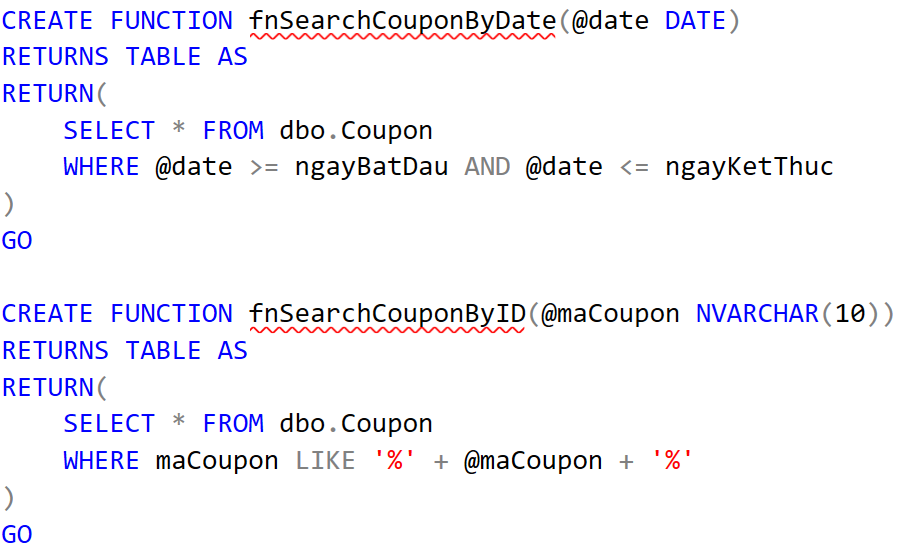 CREATE FUNCTION fnSearchCouponByDate(@date DATE)
RETURNS TABLE AS
RETURN(
    SELECT * FROM dbo.Coupon
    WHERE @date >= ngayBatDau AND @date <= ngayKetThuc
)
GO

CREATE FUNCTION fnSearchCouponByID(@maCoupon NVARCHAR(10))
RETURNS TABLE AS
RETURN(
    SELECT * FROM dbo.Coupon
    WHERE maCoupon LIKE '%' + @maCoupon + '%'
)
GO